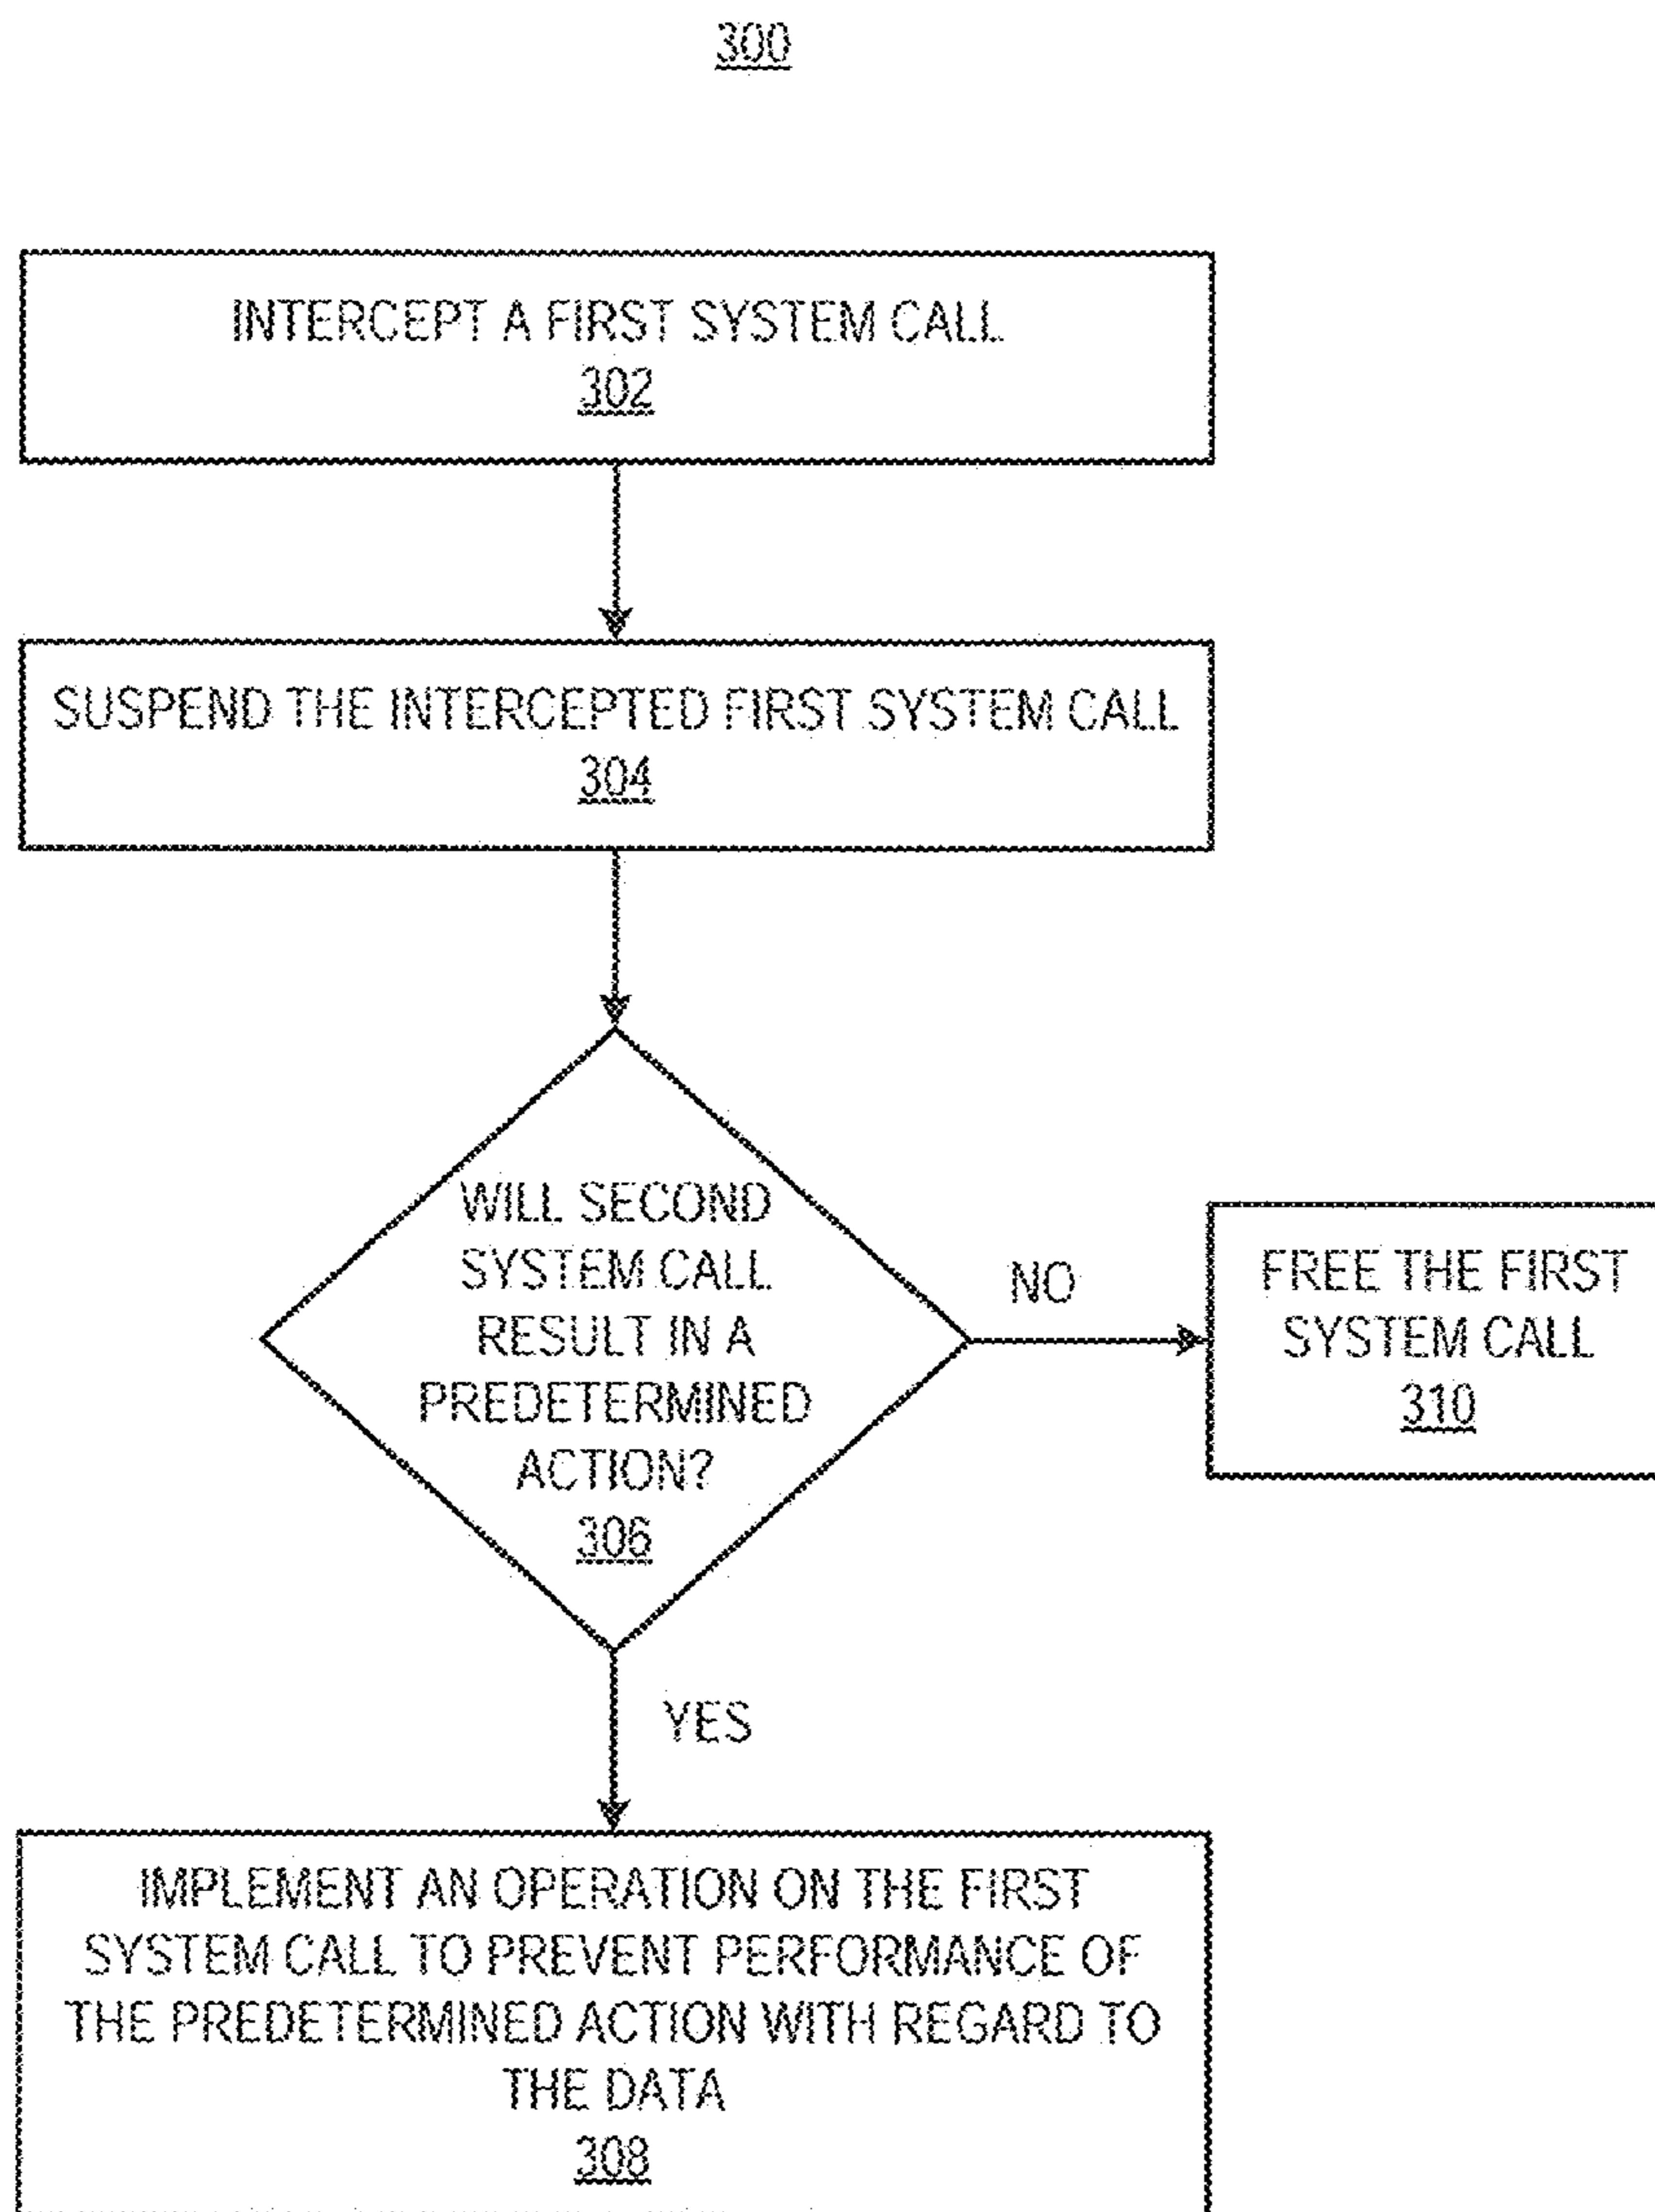 300
INTERCEPT A FIRST SYSTEM CALL
302
SUSPEND THE INTERCEPTED FIRST SYSTEM CALL
304
WILL SECOND
SYSTEM CALL
RESULT IN A
PREDETERMINED
ACTION?
306
NO
FREE THE FIRST
SYSTEM CALL
310
YES
IMPLEMENT AN OPERATION ON THE FIRST
SYSTEM CALL TO PREVENT PERFORMANCE OF
THE PREDETERMINED ACTION WITH REGARD TO
THE DATA
308